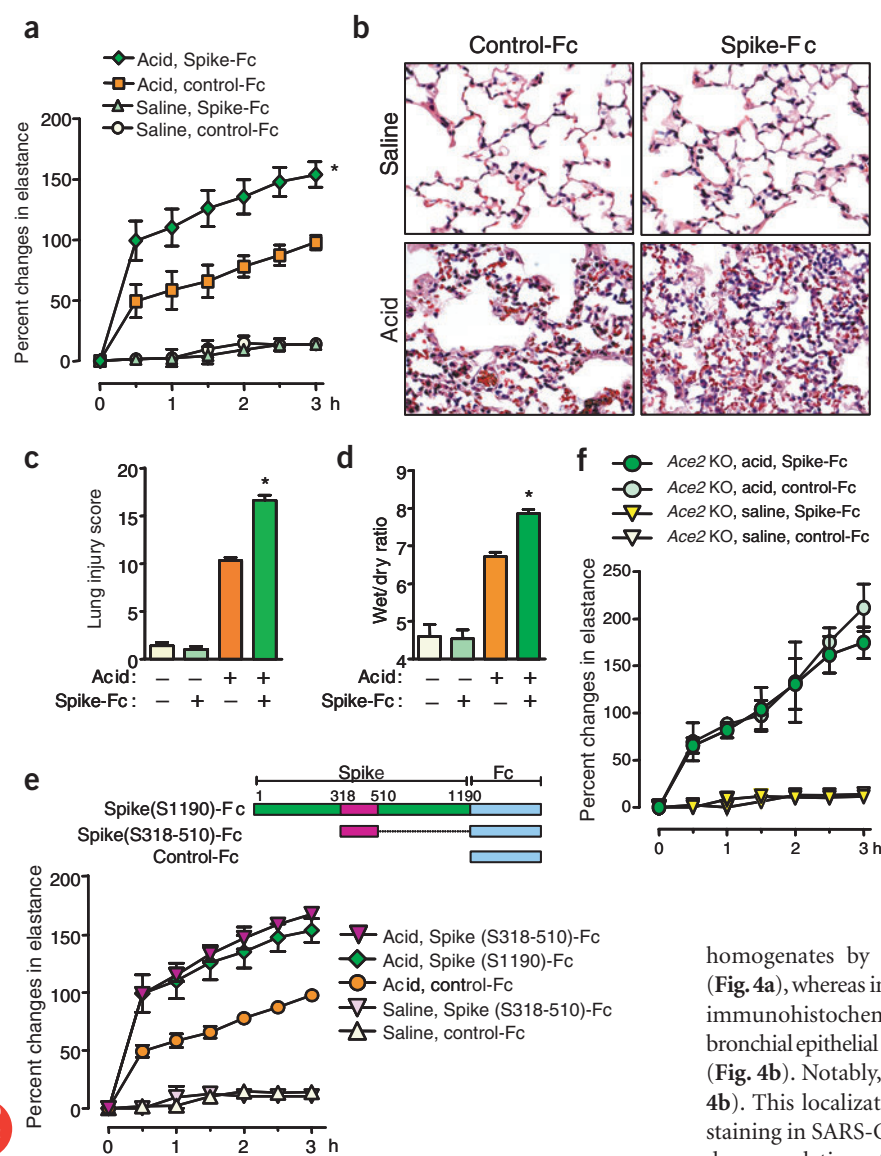 a
Acid, Spike-Fc
Acid, control-Fc
Saline, Spike-Fc
Saline, control-Fc
Percent changes in elastance
200
150
100
50
0
*
0 1 2 3 h
b
Control-Fc Spike-Fc
Saline
Acid
c
Lung injury score
20
15
10
5
0
*
Acid: – – + +
Spike-Fc: – + – +
d
Wet/dry ratio
9
8
7
6
5
4
*
Acid: – – + +
Spike-Fc: – + – +
f
Ace2 KO, acid, Spike-Fc
Ace2 KO, acid, control-Fc
Ace2 KO, saline, Spike-Fc
Ace2 KO, saline, control-Fc
Percent changes in elastance
250
200
150
100
50
0
0 1 2 3 h
e
Spike Fc
1 318 510 1190
Spike(S1190)-Fc
Spike(S318-510)-Fc
Control-Fc
Percent changes in elastance
200
150
100
50
0
0 1 2 3 h
Acid, Spike (S318-510)-Fc
Acid, Spike (S1190)-Fc
Acid, control-Fc
Saline, Spike (S318-510)-Fc
Saline, control-Fc
homogenates by
(Fig. 4a), whereas in
immunohistochem
bronchial epithelial
(Fig. 4b). Notably,
4b). This localizat
staining in SARS-C